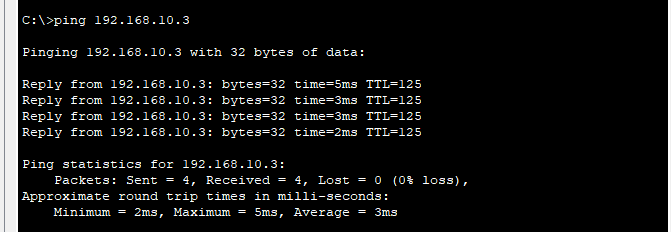 C:\>ping 192.168.10.3
Pinging 192.168.10.3 with 32 bytes of data:
Reply from 192.168.10.3: bytes=32 time=5ms TTL=125
Reply from 192.168.10.3: bytes=32 time=3ms TTL=125
Reply from 192.168.10.3: bytes=32 time=3ms TTL=125
Reply from 192.168.10.3: bytes=32 time=2ms TTL=125
Ping statistics for 192.168.10.3:
    Packets: Sent = 4, Received = 4, Lost = 0 (0% loss),
Approximate round trip times in milli-seconds:
    Minimum = 2ms, Maximum = 5ms, Average = 3ms